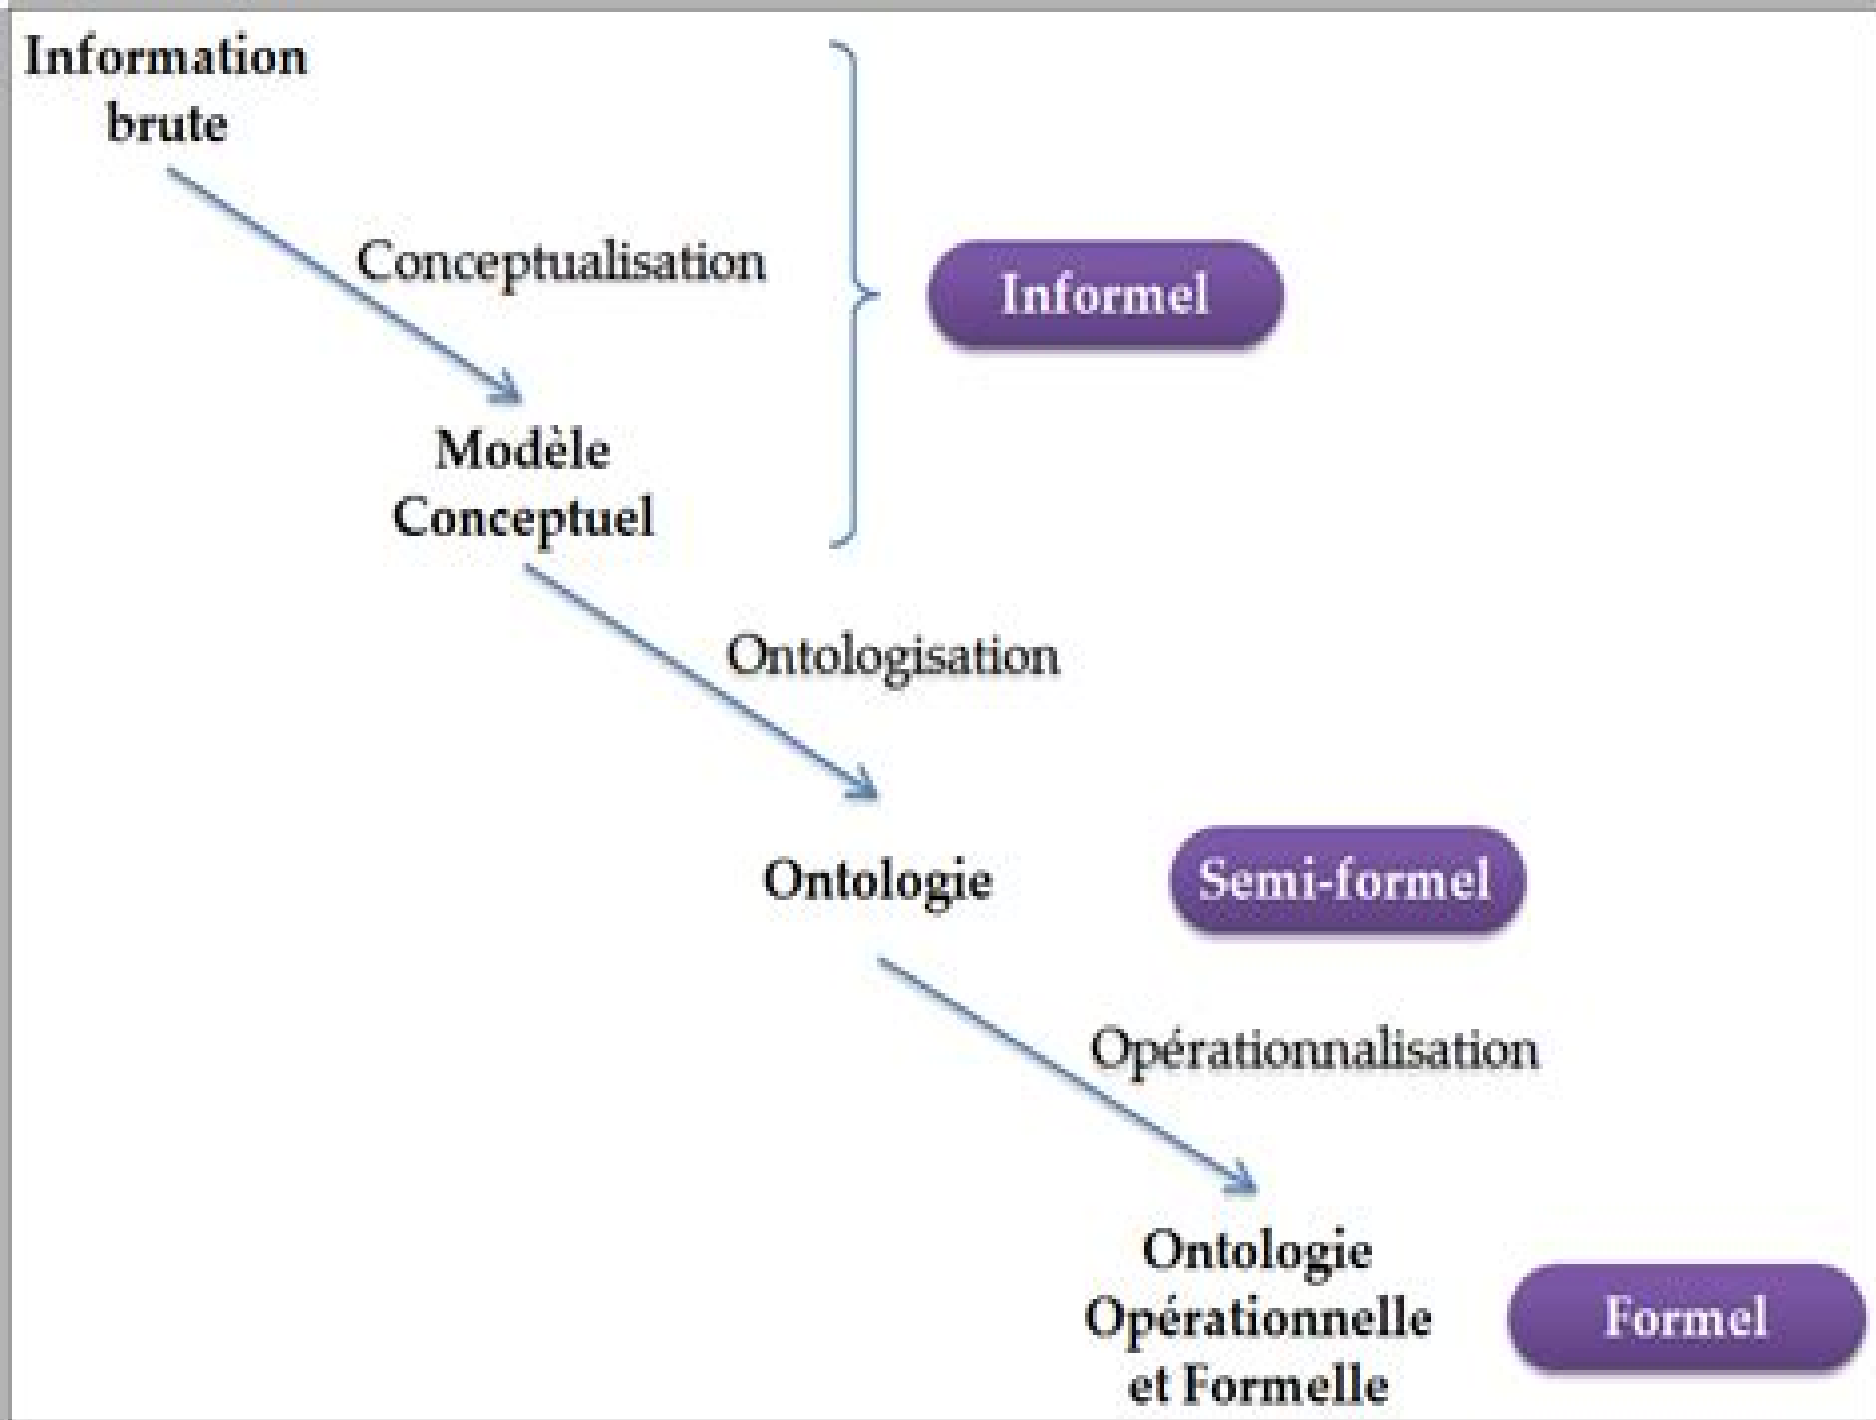 Information
brute
Conceptualisation
Informel
Modèle
Conceptuel
Ontologisation
Ontologie
Semi-formel
Opérationnalisation
Ontologie
Opérationnelle
et Formelle
Formel